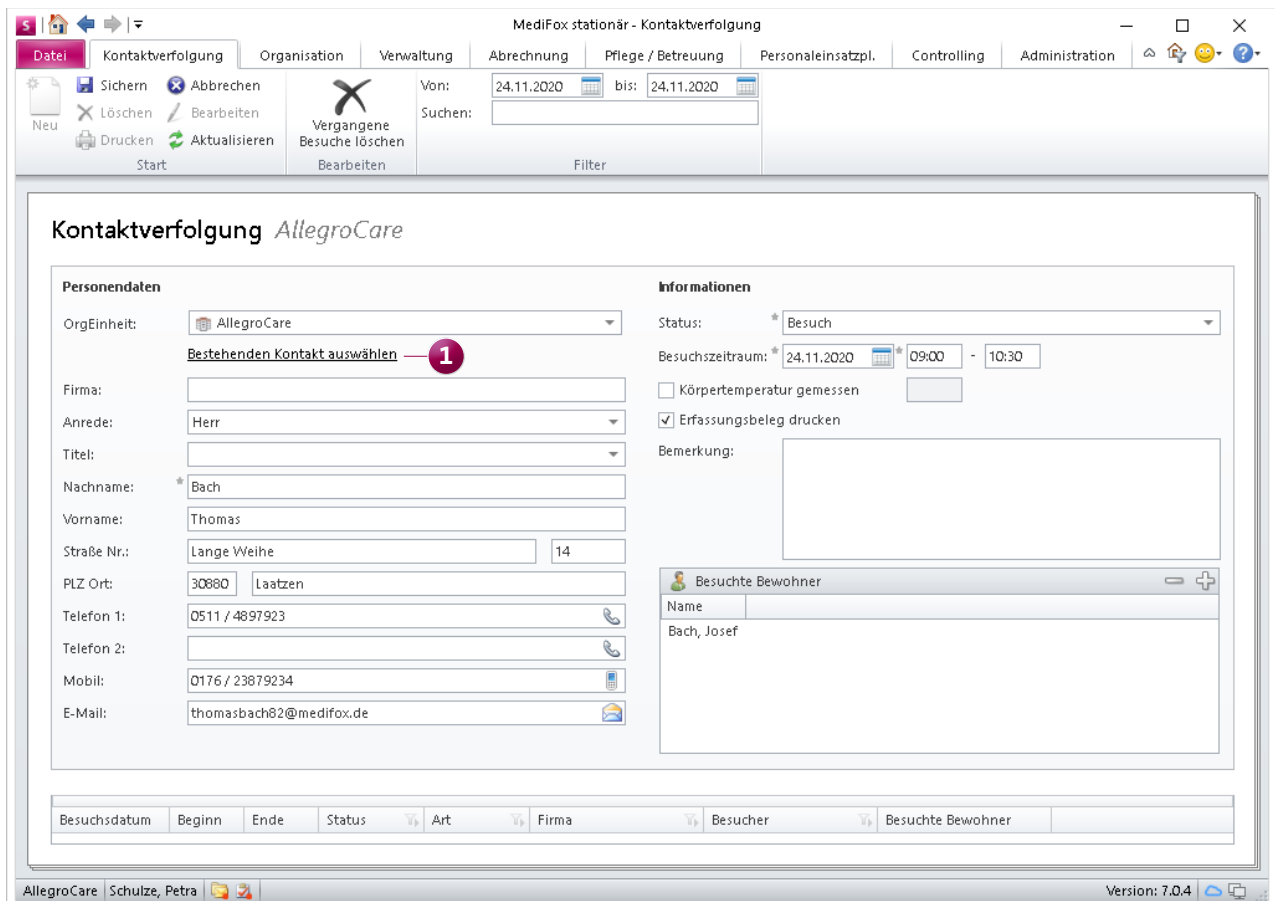 S
MediFox stationär - Kontaktverfolgung
Datei Kontaktverfolgung Organisation Verwaltung Abrechnung Pflege / Betreuung Personaleinsatzpl. Controlling Administration ?
Neu
Sichern Abbrechen
Löschen Bearbeiten
Drucken Aktualisieren
Start
Vergangene
Besuche löschen
Bearbeiten
Von: 24.11.2020 bis: 24.11.2020
Suchen:
Filter
Kontaktverfolgung AllegroCare
Personendaten
OrgEinheit: AllegroCare
Bestehenden Kontakt auswählen 1
Firma:
Anrede: Herr
Titel:
Nachname: * Bach
Vorname: Thomas
Straße Nr.: Lange Weihe 14
PLZ Ort: 30880 Laatzen
Telefon 1: 0511 / 4897923
Telefon 2:
Mobil: 0176 / 23879234
E-Mail: thomasbach82@medifox.de
Informationen
Status: * Besuch
Besuchszeitraum: * 24.11.2020 * 09:00 - 10:30
Körpertemperatur gemessen
Erfassungsbeleg drucken
Bemerkung:
Besuchte Bewohner
Name
Bach, Josef
Besuchsdatum Beginn Ende Status Art Firma Besucher Besuchte Bewohner
AllegroCare Schulze, Petra Version: 7.0.4